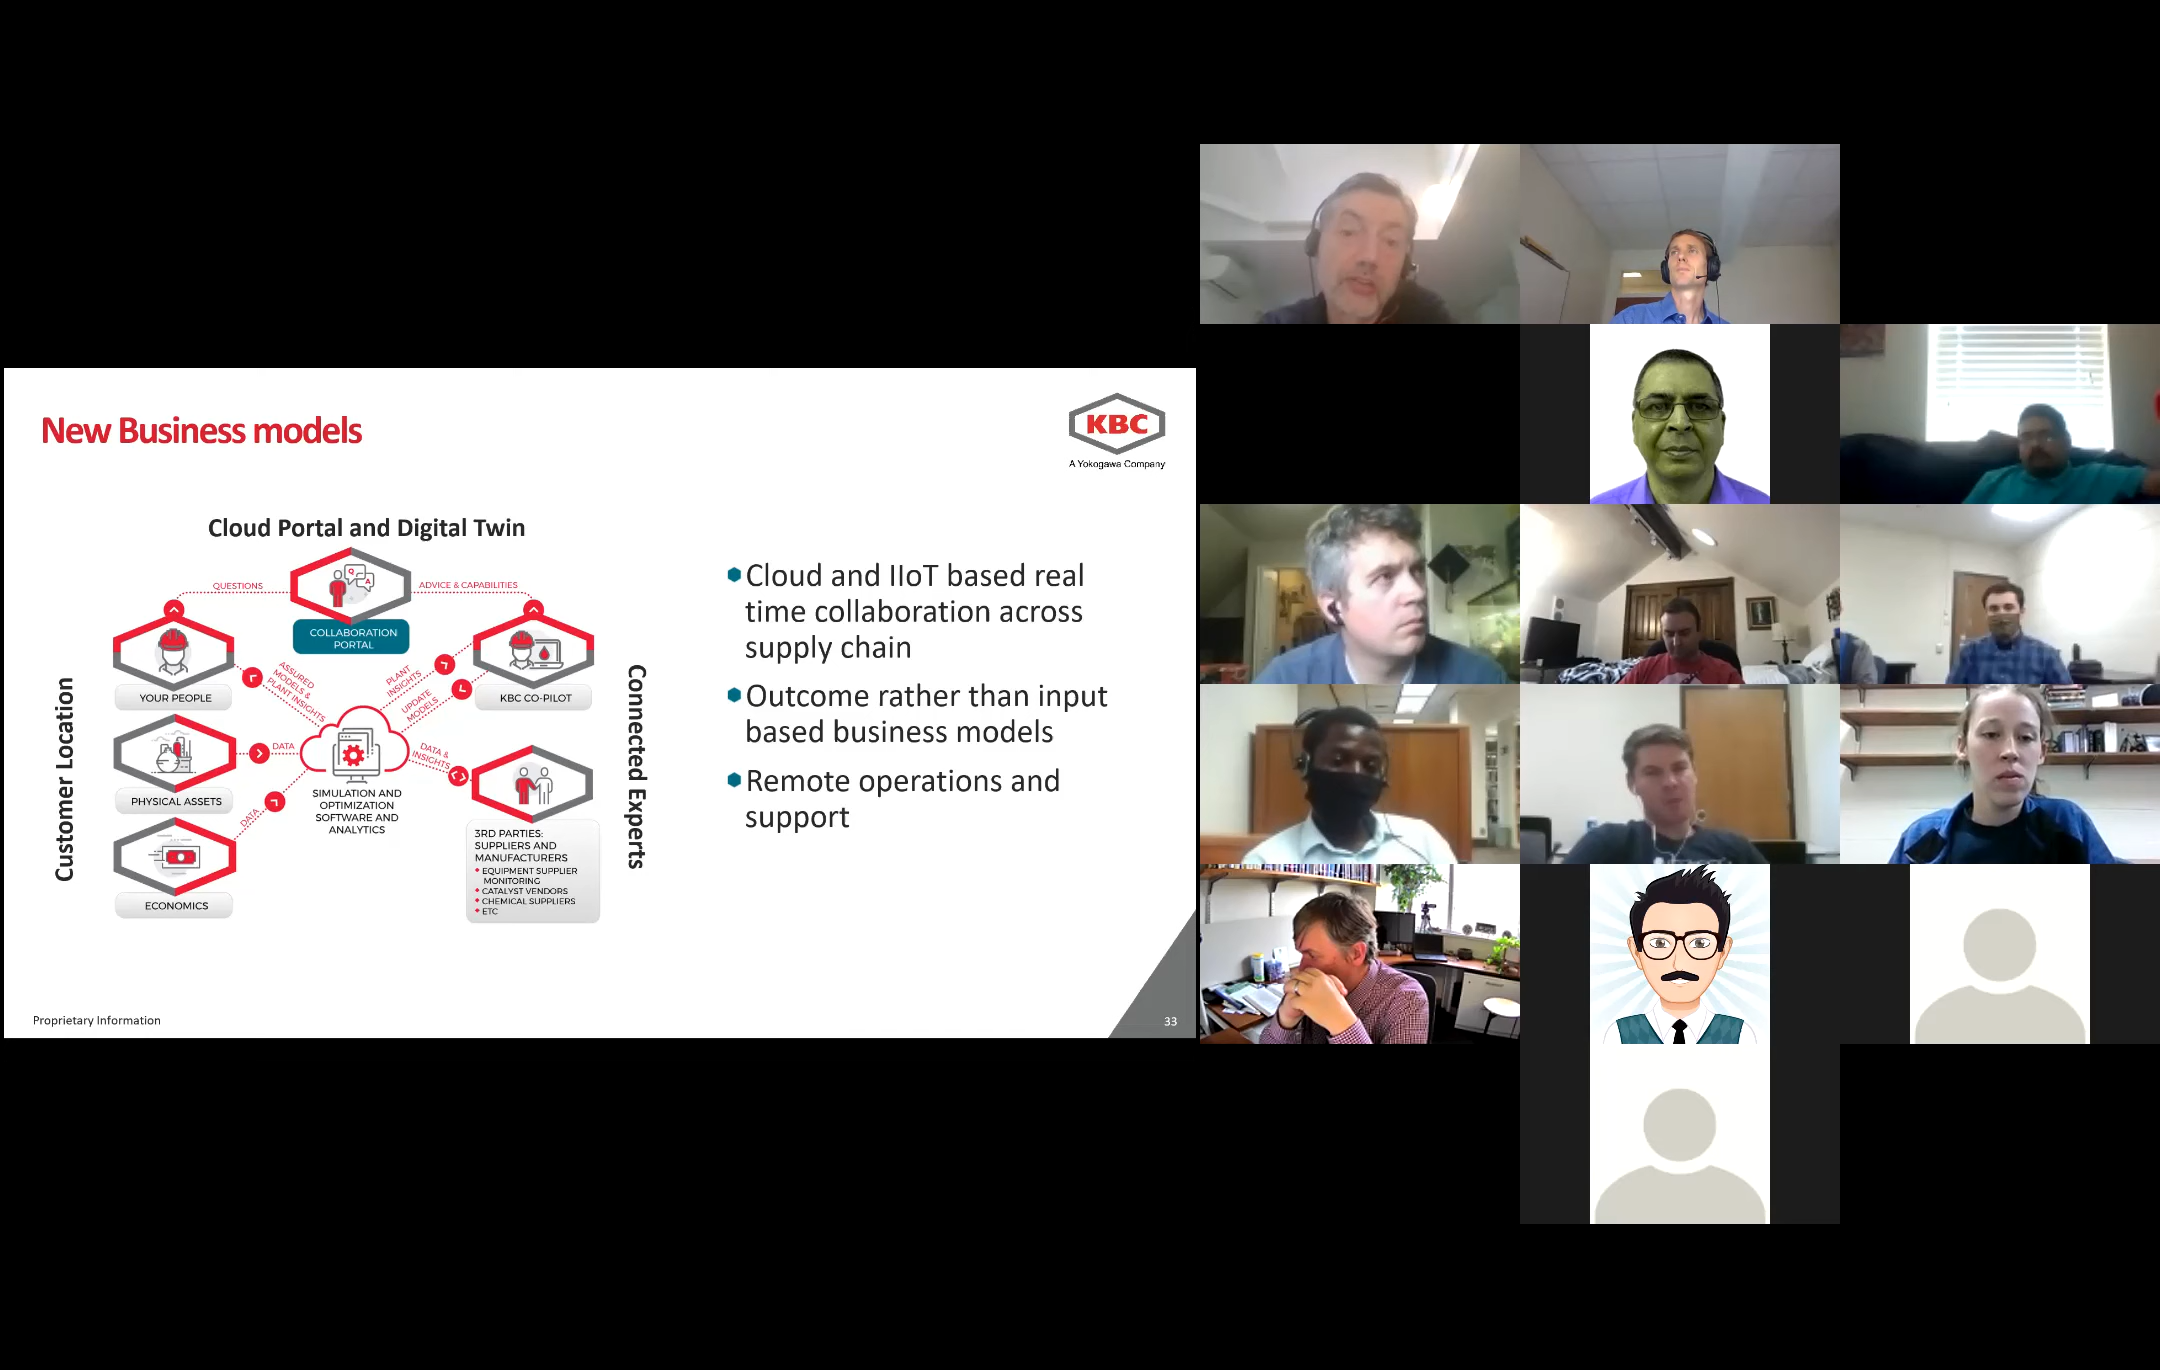 New Business models
KBC
A Yokogawa Company
Cloud Portal and Digital Twin
QUESTIONS
ADVICE & CAPABILITIES
COLLABORATION
PORTAL
YOUR PEOPLE
ASSURED
MODELS &
PLANT INSIGHTS
PLANT
INSIGHTS
UPDATE
MODELS
KBC CO-PILOT
Customer Location
Connected Experts
PHYSICAL ASSETS
DATA
DATA &
INSIGHTS
SIMULATION AND
OPTIMIZATION
SOFTWARE AND
ANALYTICS
DATA
ECONOMICS
3RD PARTIES:
SUPPLIERS AND
MANUFACTURERS
EQUIPMENT SUPPLIER
MONITORING
CATALYST VENDORS
CHEMICAL SUPPLIERS
ETC
Cloud and IIoT based real
time collaboration across
supply chain
Outcome rather than input
based business models
Remote operations and
support
Proprietary Information
33